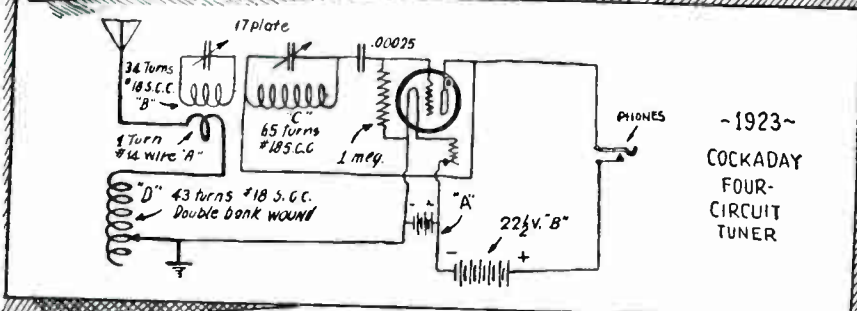 17 plate
.00025
34 Turns
#18 S.C.C.
"B"
"C"
65 turns
#18 S.C.C
1 Turn
#14 wire "A"
1 meg.
PHONES
~1923~
COCKADAY
FOUR-
CIRCUIT
TUNER
"D" 43 turns #18 S.C.C.
Double bank wound
- +
"A"
22½ v. "B"
- +